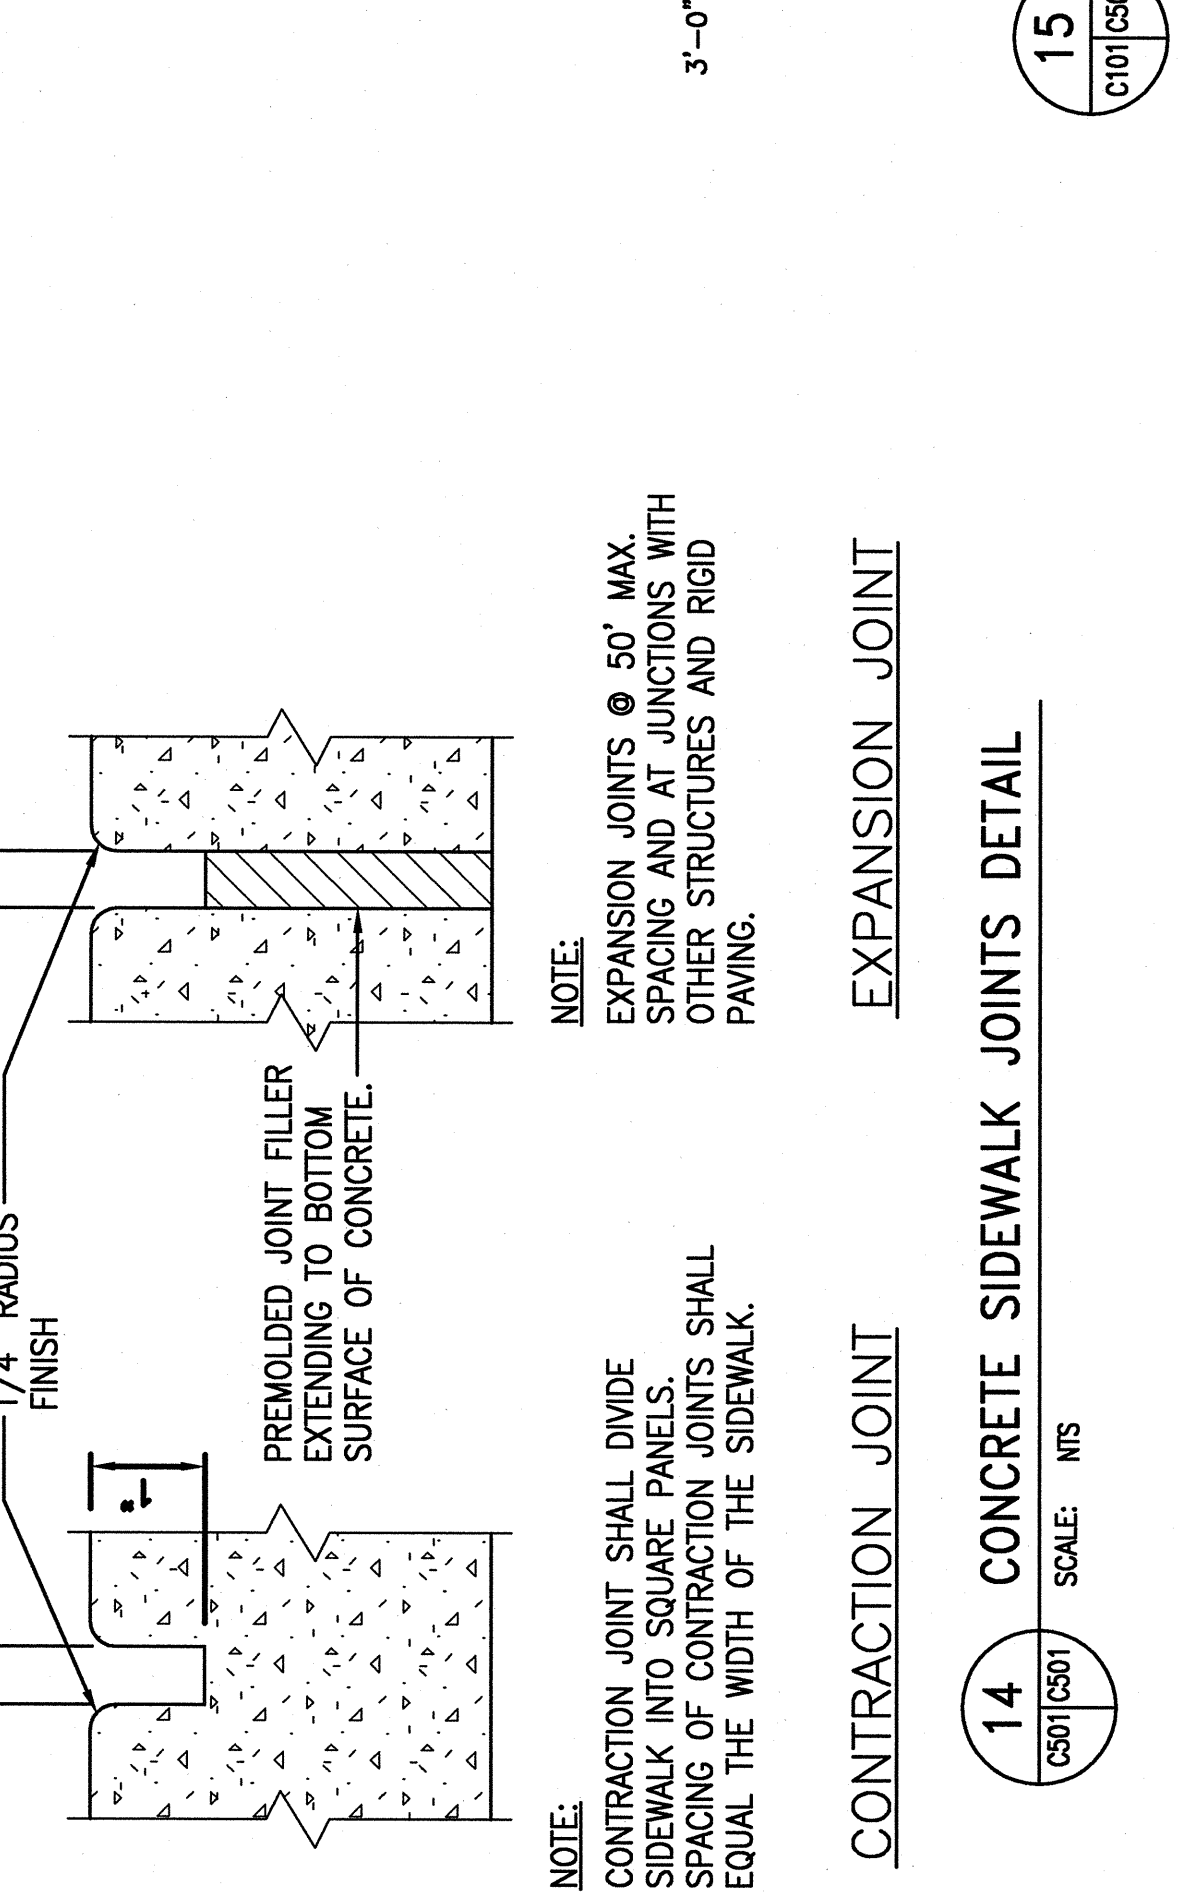 1/4" RADIUS
FINISH
1"
PREMOLDED JOINT FILLER
EXTENDING TO BOTTOM
SURFACE OF CONCRETE.
NOTE:
CONTRACTION JOINT SHALL DIVIDE
SIDEWALK INTO SQUARE PANELS.
SPACING OF CONTRACTION JOINTS SHALL
EQUAL THE WIDTH OF THE SIDEWALK.
NOTE:
EXPANSION JOINTS @ 50' MAX.
SPACING AND AT JUNCTIONS WITH
OTHER STRUCTURES AND RIGID
PAVING.
CONTRACTION JOINT
EXPANSION JOINT
14
C501 C501
CONCRETE SIDEWALK JOINTS DETAIL
SCALE: NTS
3'-0"
15
C101